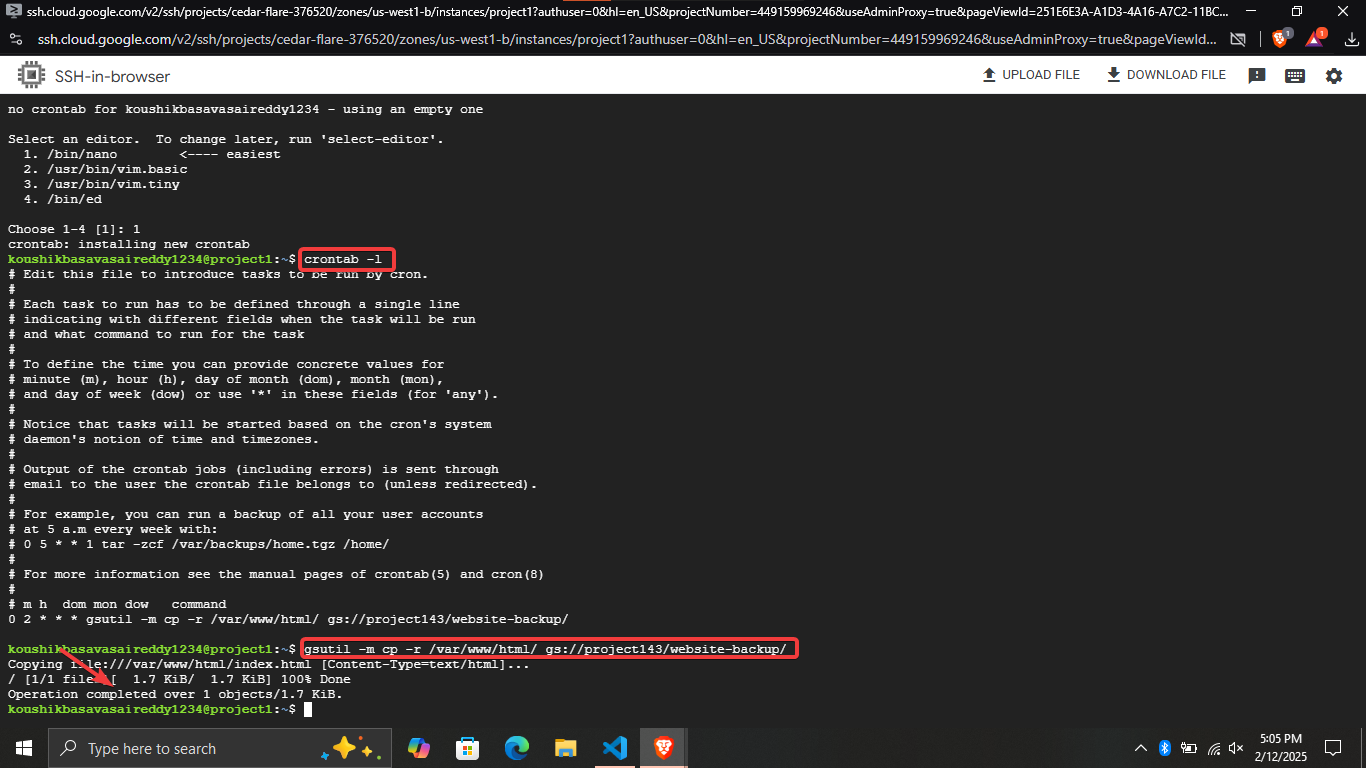 ssh.cloud.google.com/v2/ssh/projects/cedar-flare-376520/zones/us-west1-b/instances/project1?authuser=0&hl=en_US&projectNumber=449159969246&useAdminProxy=true&pageViewId=251E6E3A-A1D3-4A16-A7C2-11BC...
ssh.cloud.google.com/v2/ssh/projects/cedar-flare-376520/zones/us-west1-b/instances/project1?authuser=0&hl=en_US&projectNumber=449159969246&useAdminProxy=true&pageViewId...
1
1
SSH-in-browser
UPLOAD FILE
DOWNLOAD FILE
no crontab for koushikbasavasaireddy1234 - using an empty one
Select an editor.  To change later, run 'select-editor'.
1. /bin/nano        <---- easiest
2. /usr/bin/vim.basic
3. /usr/bin/vim.tiny
4. /bin/ed
Choose 1-4 [1]: 1
crontab: installing new crontab
koushikbasavasaireddy1234@project1:~$ crontab -l
# Edit this file to introduce tasks to be run by cron.
#
# Each task to run has to be defined through a single line
# indicating with different fields when the task will be run
# and what command to run for the task
#
# To define the time you can provide concrete values for
# minute (m), hour (h), day of month (dom), month (mon),
# and day of week (dow) or use '*' in these fields (for 'any').
#
# Notice that tasks will be started based on the cron's system
# daemon's notion of time and timezones.
#
# Output of the crontab jobs (including errors) is sent through
# email to the user the crontab file belongs to (unless redirected).
#
# For example, you can run a backup of all your user accounts
# at 5 a.m every week with:
# 0 5 * * 1 tar -zcf /var/backups/home.tgz /home/
#
# For more information see the manual pages of crontab(5) and cron(8)
#
# m h  dom mon dow   command
0 2 * * * gsutil -m cp -r /var/www/html/ gs://project143/website-backup/
koushikbasavasaireddy1234@project1:~$ gsutil -m cp -r /var/www/html/ gs://project143/website-backup/
Copying file:///var/www/html/index.html [Content-Type=text/html]...
/ [1/1 files][  1.7 KiB/  1.7 KiB] 100% Done
Operation completed over 1 objects/1.7 KiB.
koushikbasavasaireddy1234@project1:~$
Type here to search
5:05 PM
2/12/2025